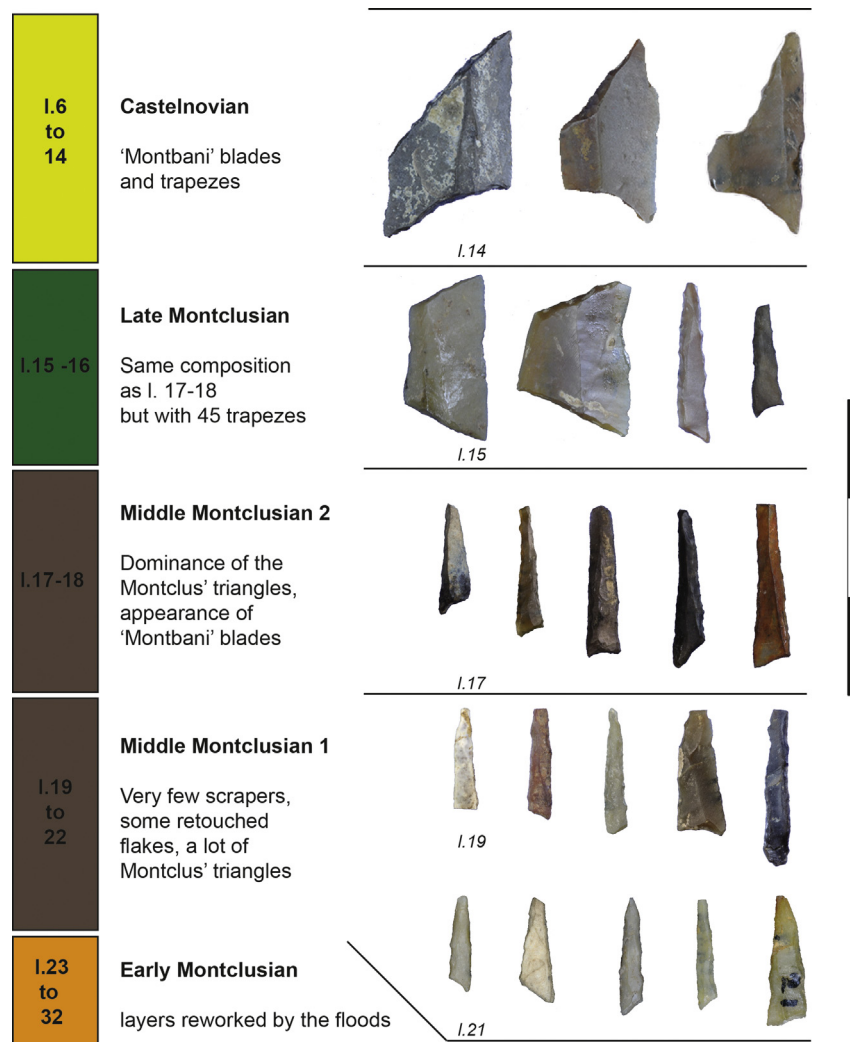 l.6
to
14
Castelnovian
‘Montbani’ blades
and trapezes
l.14
l.15 -16
Late Montclusian
Same composition
as l. 17-18
but with 45 trapezes
l.15
l.17-18
Middle Montclusian 2
Dominance of the
Montclus’ triangles,
appearance of
‘Montbani’ blades
l.17
l.19
to
22
Middle Montclusian 1
Very few scrapers,
some retouched
flakes, a lot of
Montclus’ triangles
l.19
l.23
to
32
Early Montclusian
layers reworked by the floods
l.21